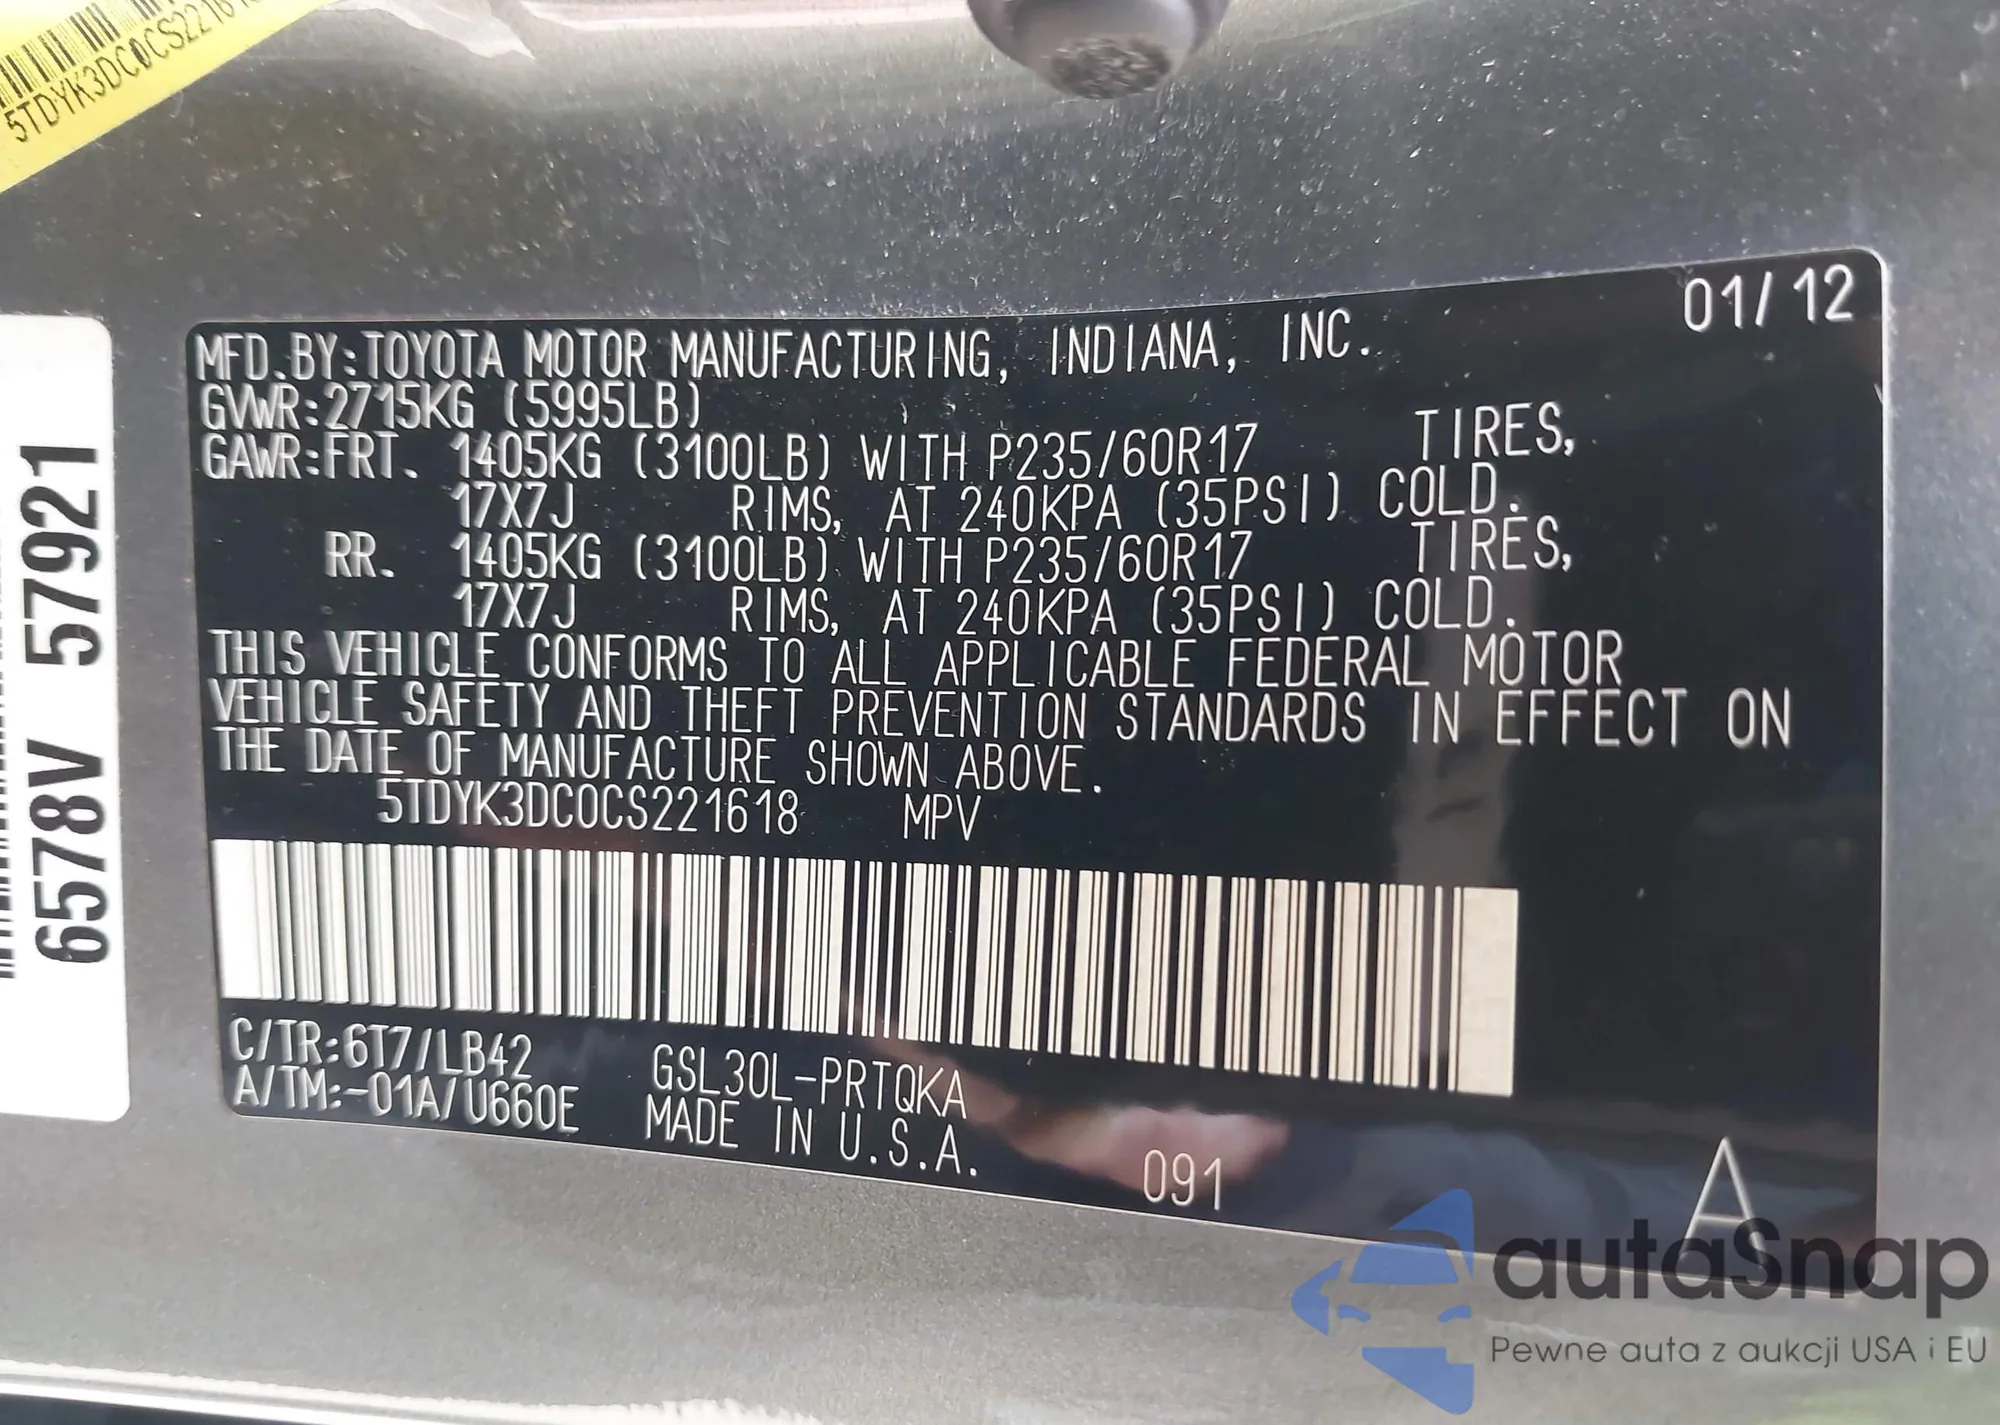 5TDYK3DC0CS22161
6578V 57921
01/12
MFD.BY:TOYOTA MOTOR MANUFACTURING, INDIANA, INC.
GVWR:2715KG (5995LB)
GAWR:FRT. 1405KG (3100LB) WITH P235/60R17 TIRES,
17X7J RIMS, AT 240KPA (35PSI) COLD.
RR. 1405KG (3100LB) WITH P235/60R17 TIRES,
17X7J RIMS, AT 240KPA (35PSI) COLD.
THIS VEHICLE CONFORMS TO ALL APPLICABLE FEDERAL MOTOR
VEHICLE SAFETY AND THEFT PREVENTION STANDARDS IN EFFECT ON
THE DATE OF MANUFACTURE SHOWN ABOVE.
5TDYK3DC0CS221618 MPV
C/TR:6T7/LB42 GSL30L-PRTQKA
A/TM:-01A/U660E MADE IN U.S.A.
091
A
autaSnap
Pewne auta z aukcji USA i EU